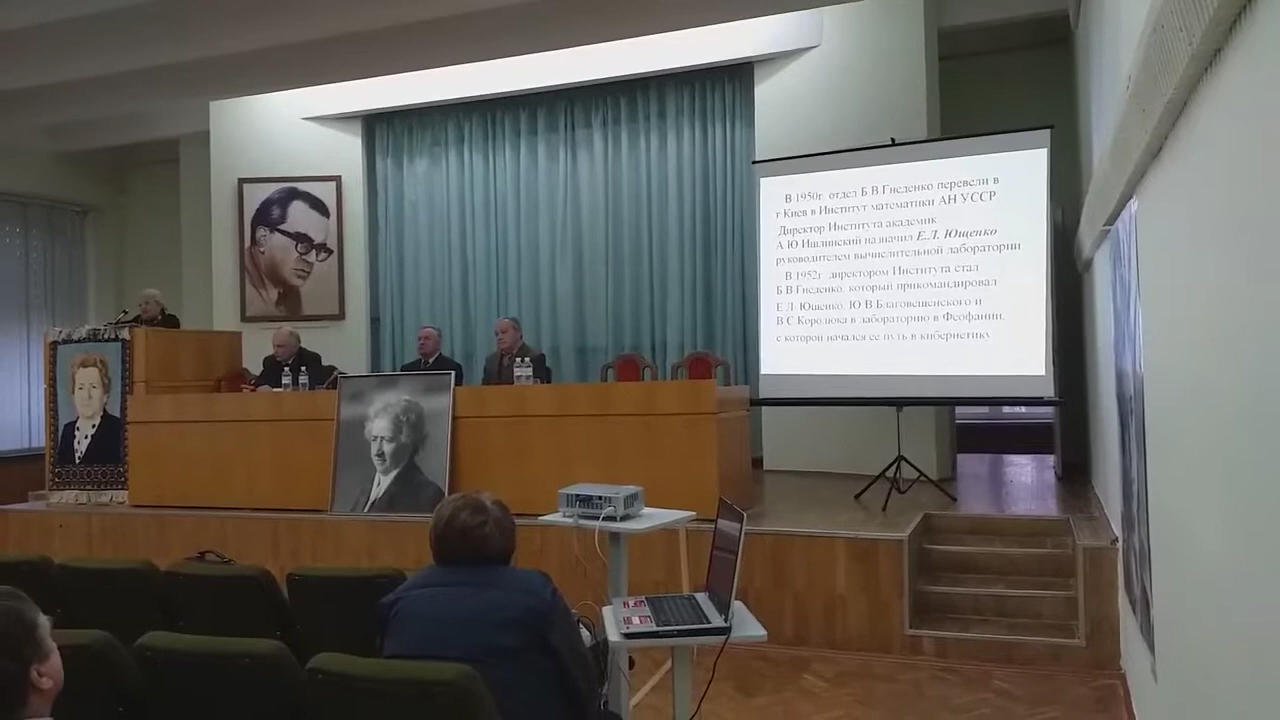 В 1950г отдел Б В Гнеденко перевели в
г Киев в Институт математики АН УССР
Директор Института академик
А Ю Ишлинский назначил Е.Л. Ющенко
руководителем вычислительной лаборатории
В 1952г директором Института стал
Б В Гнеденко, который прикомандировал
Е Л Ющенко, Ю В Благовещенского и
В С Королюка в лабораторию в Феофании,
с которой начался ее путь в кибернетику